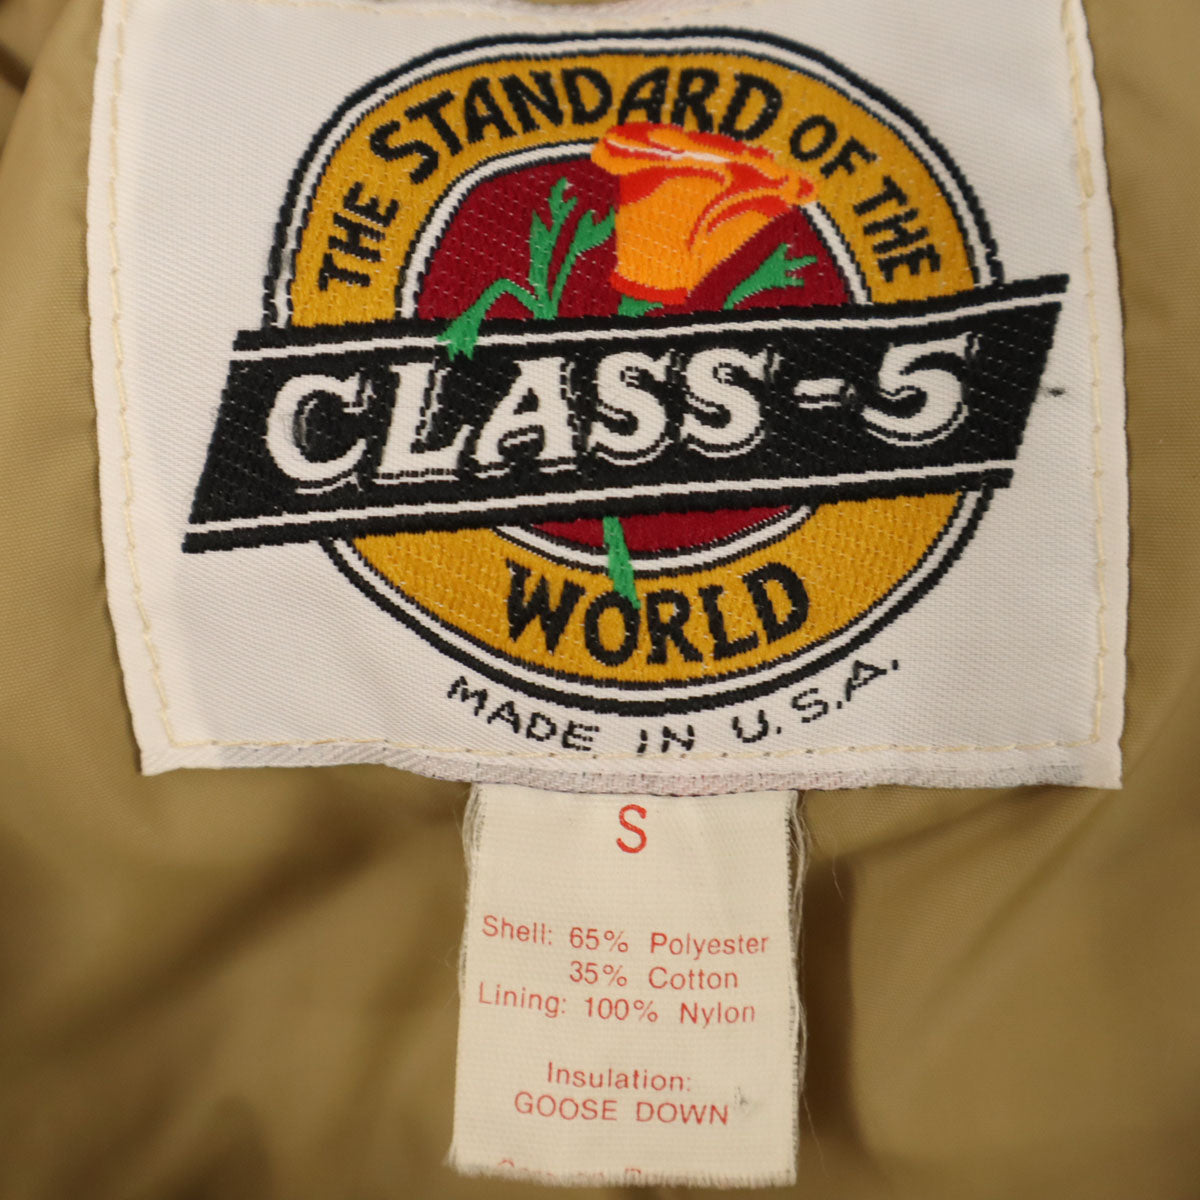 THE STANDARD OF THE
CLASS-5
WORLD
MADE IN U.S.A.
S
Shell: 65% Polyester
35% Cotton
Lining: 100% Nylon
Insulation:
GOOSE DOWN